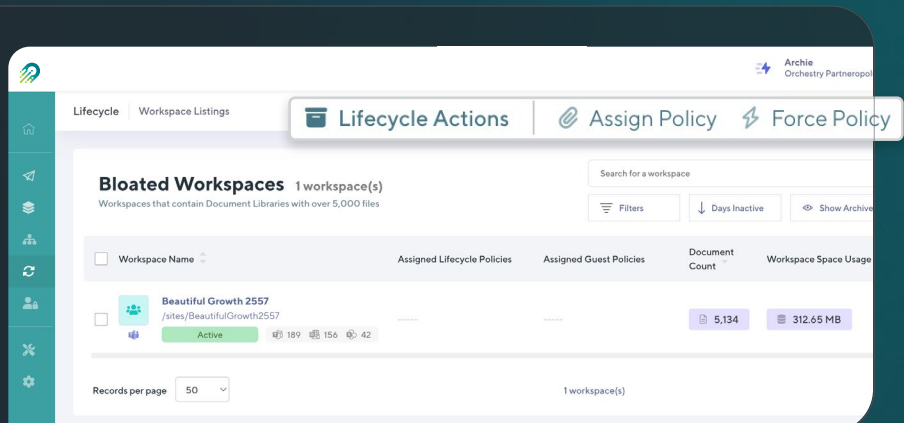 Archie
Orchestry Partneropol
Lifecycle Workspace Listings
Lifecycle Actions Assign Policy Force Policy
Bloated Workspaces 1 workspace(s)
Workspaces that contain Document Libraries with over 5,000 files
Search for a workspace
Filters Days Inactive Show Archive
Workspace Name Assigned Lifecycle Policies Assigned Guest Policies Document Count Workspace Space Usage
Beautiful Growth 2557
/sites/BeautifulGrowth2557
------ ------ 5,134 312.65 MB
Active 189 156 42
Records per page 50 1 workspace(s)